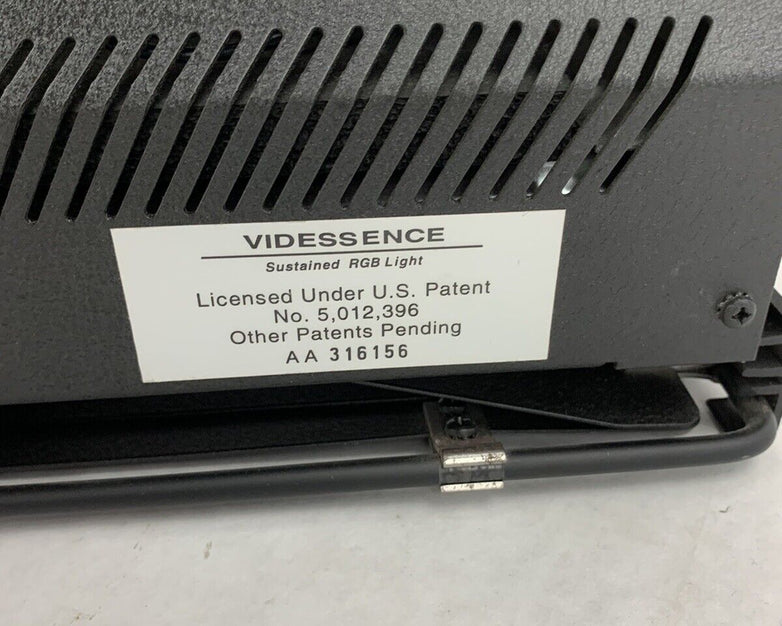 VIDESSENCE
Sustained RGB Light
Licensed Under U.S. Patent
No. 5,012,396
Other Patents Pending
AA 316156